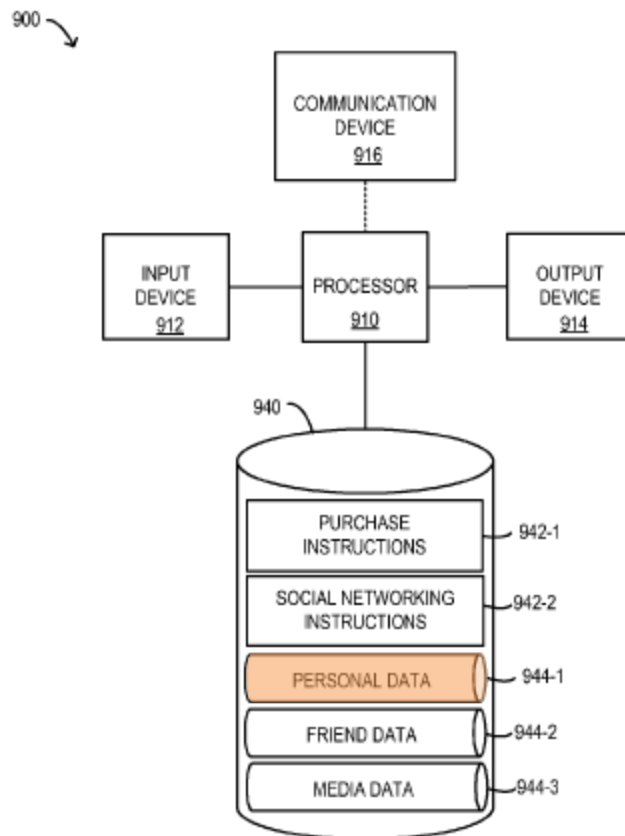 900
COMMUNICATION
DEVICE
916
INPUT
DEVICE
912
PROCESSOR
910
OUTPUT
DEVICE
914
940
PURCHASE
INSTRUCTIONS
942-1
SOCIAL NETWORKING
INSTRUCTIONS
942-2
PERSONAL DATA
944-1
FRIEND DATA
944-2
MEDIA DATA
944-3